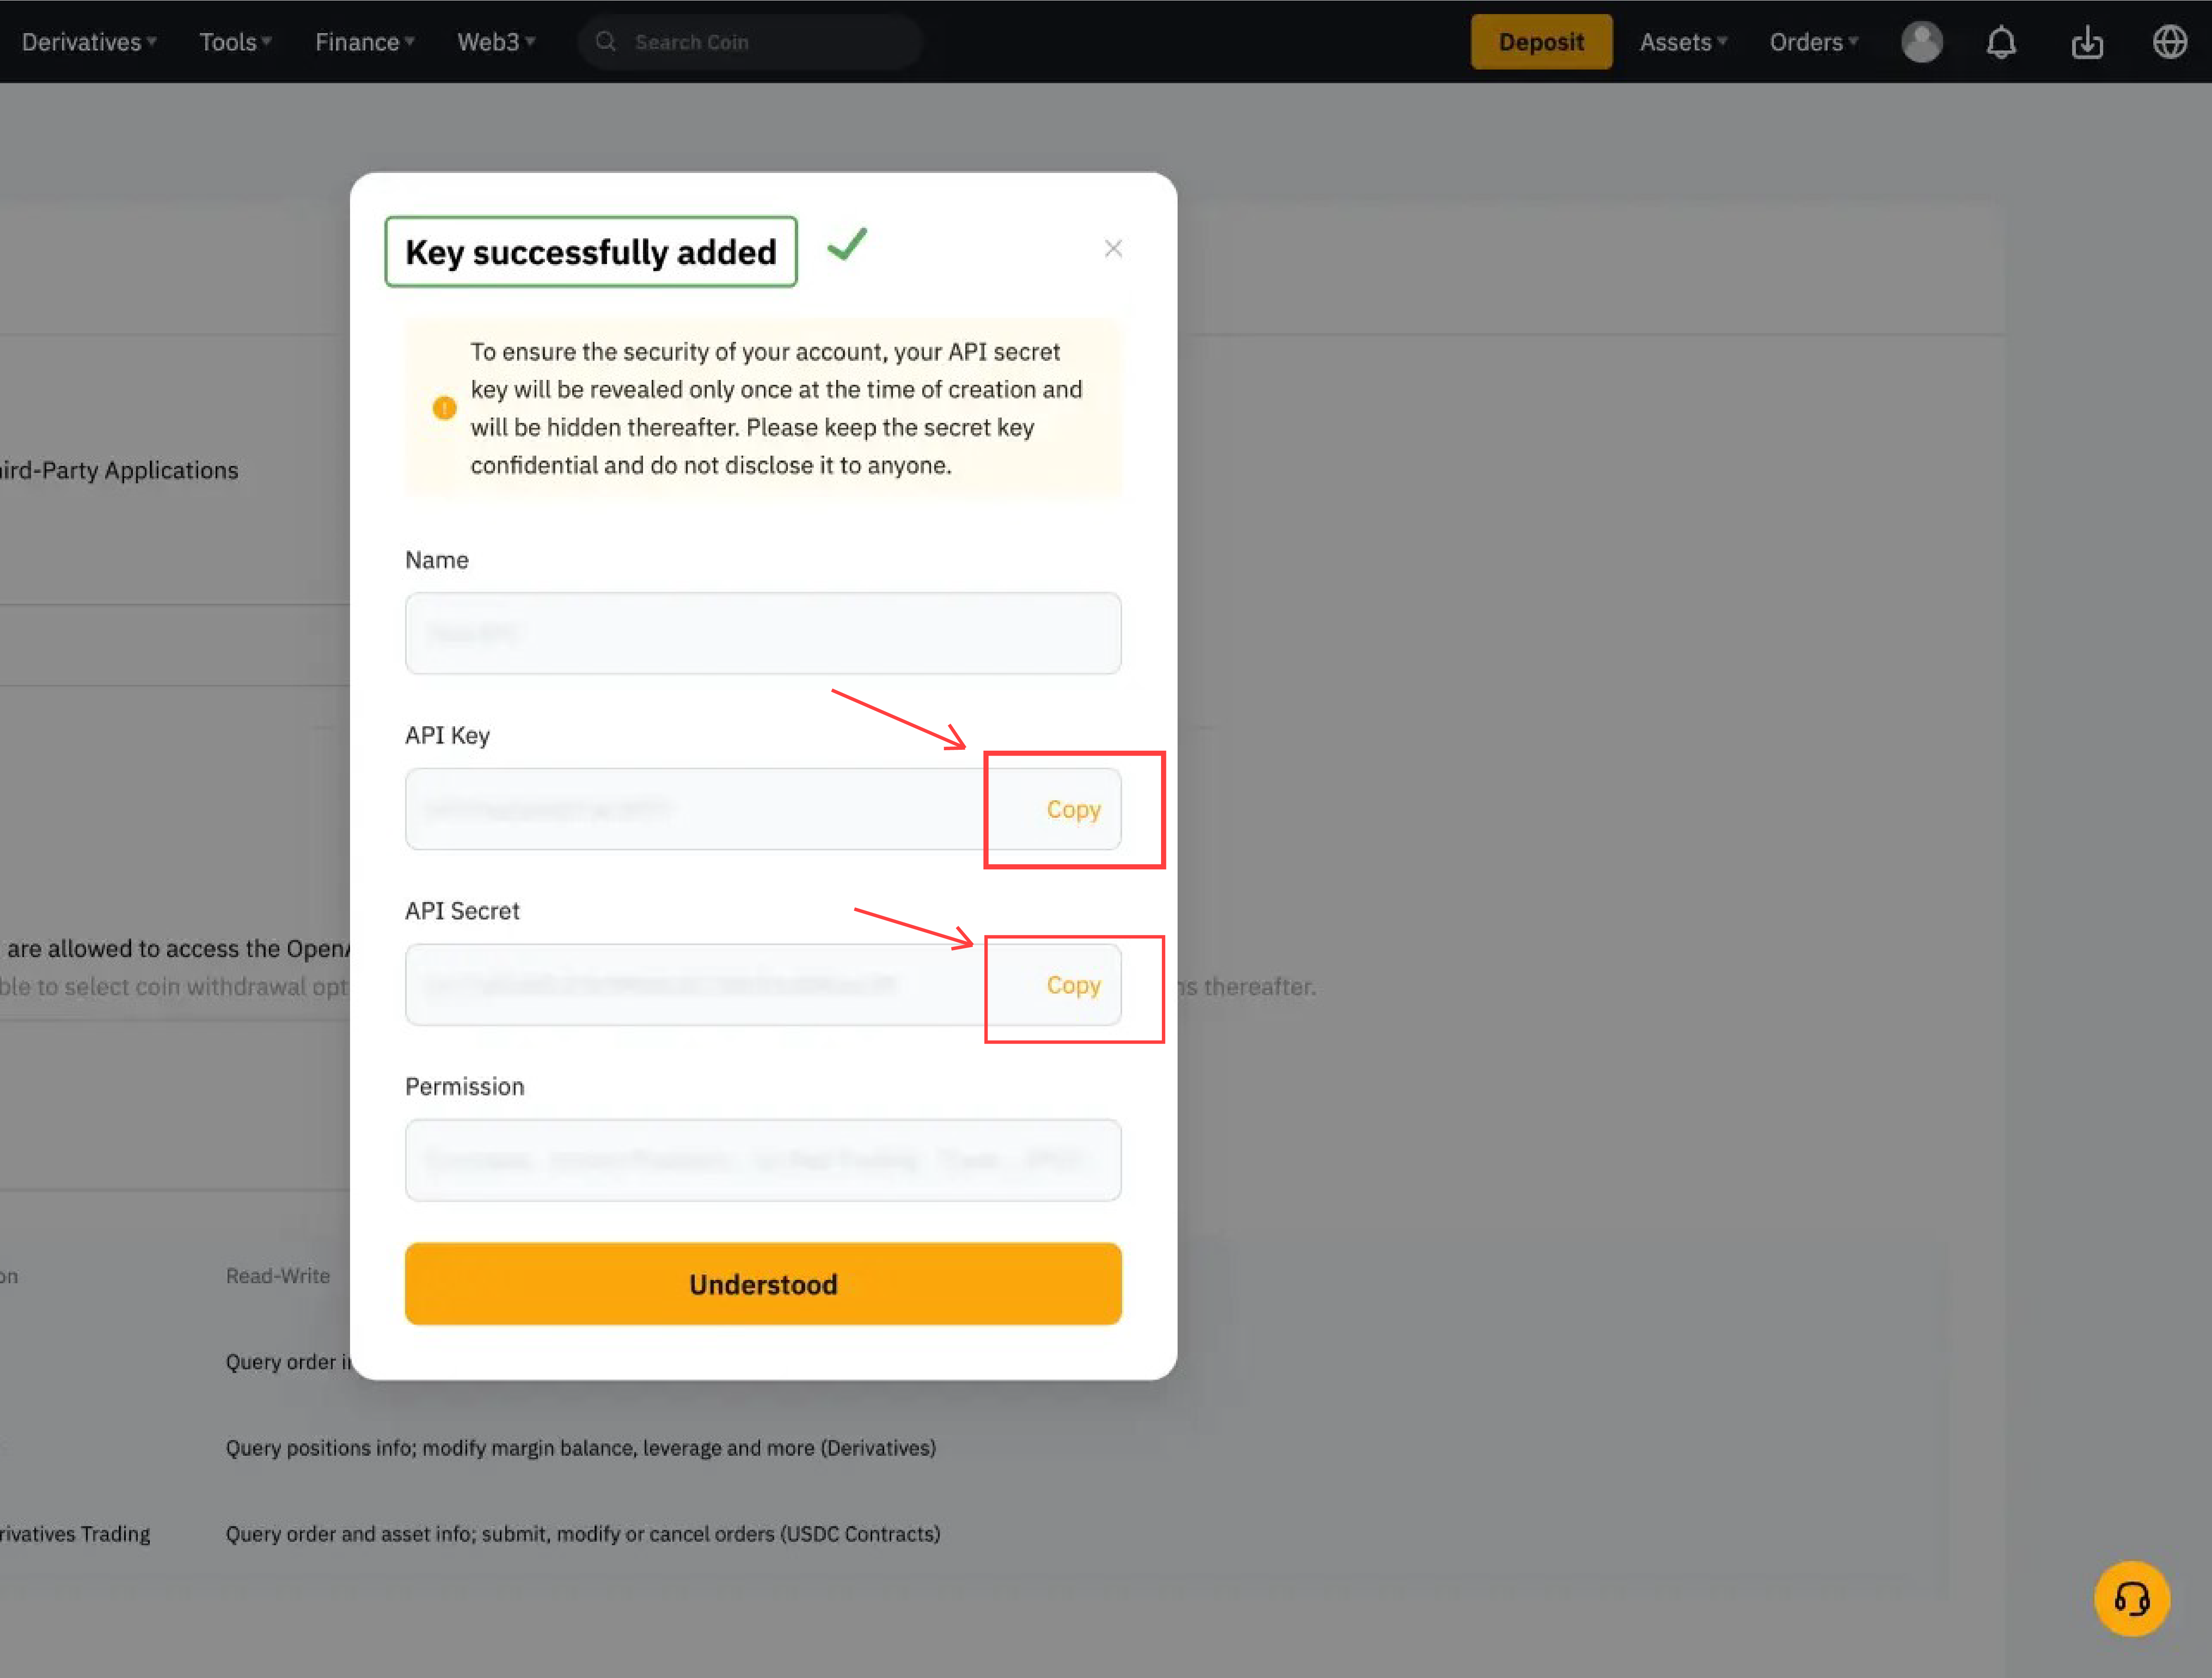 Derivatives Tools Finance Web3 Search Coin Deposit Assets Orders
Key successfully added
To ensure the security of your account, your API secret
key will be revealed only once at the time of creation and
will be hidden thereafter. Please keep the secret key
confidential and do not disclose it to anyone.
ird-Party Applications
Name
API Key
Copy
API Secret
are allowed to access the OpenA
ble to select coin withdrawal opt
Copy
s thereafter.
Permission
on Read-Write
Understood
Query order i
Query positions info; modify margin balance, leverage and more (Derivatives)
rivatives Trading Query order and asset info; submit, modify or cancel orders (USDC Contracts)